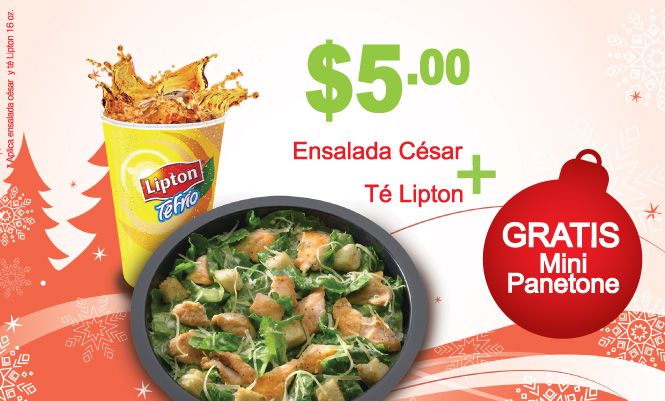 *Aplica ensalada césar y té Lipton 16 oz.
$5.00
Ensalada César
+
Té Lipton
Lipton
Té Frío
GRATIS
Mini
Panetone